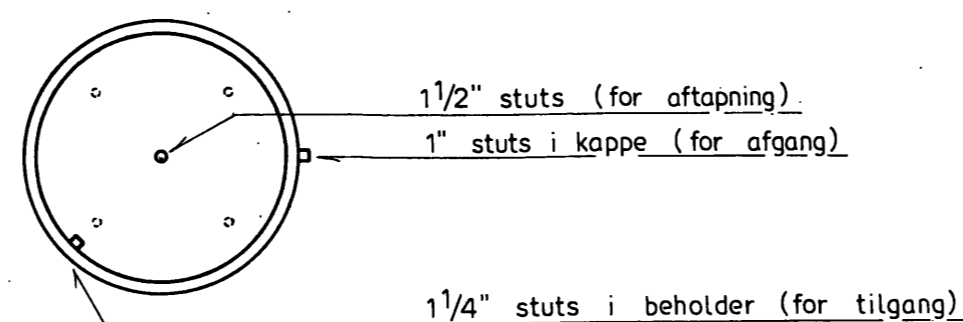 1 1/2" stuts (for aftapning)
1" stuts i kappe (for afgang)
1 1/4" stuts i beholder (for tilgang)